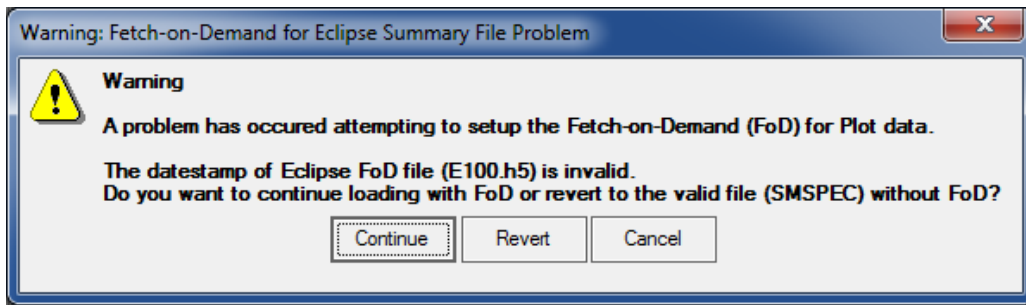 Warning: Fetch-on-Demand for Eclipse Summary File Problem
Warning
A problem has occured attempting to setup the Fetch-on-Demand (FoD) for Plot data.
The datestamp of Eclipse FoD file (E100.h5) is invalid.
Do you want to continue loading with FoD or revert to the valid file (SMSPEC) without FoD?
Continue Revert Cancel